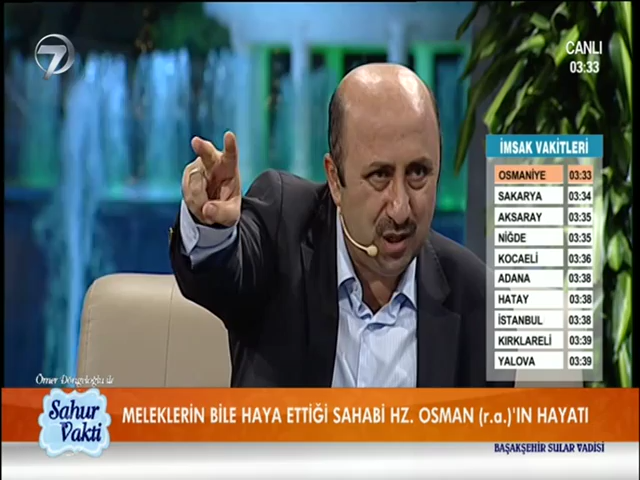 7
CANLI
03:33
İMSAK VAKİTLERİ
OSMANİYE 03:33
SAKARYA 03:34
AKSARAY 03:35
NİĞDE 03:35
KOCAELİ 03:36
ADANA 03:38
HATAY 03:38
İSTANBUL 03:38
KIRKLARELİ 03:39
YALOVA 03:39
Ömer Döngeloğlu ile
Sahur
Vakti
MELEKLERİN BİLE HAYA ETTİĞİ SAHABİ HZ. OSMAN (r.a.)'IN HAYATI
BAŞAKŞEHİR SULAR VADİSİ